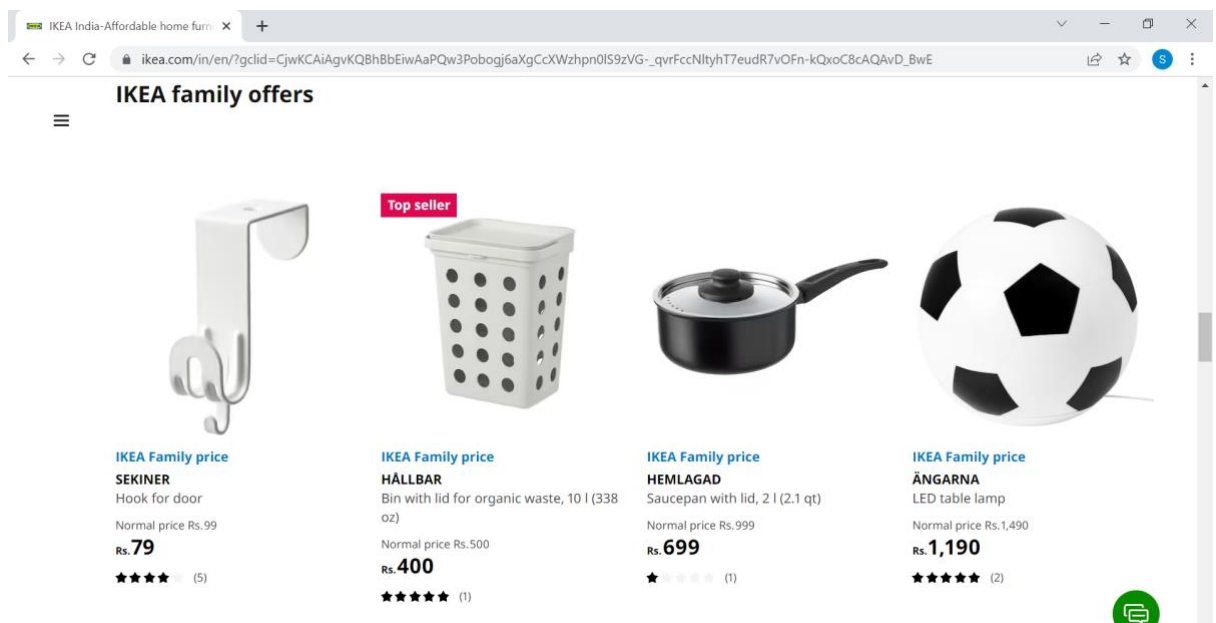 IKEA India-Affordable home furn
ikea.com/in/en/?gclid=CjwKCAiAgvKQBhBbEiwAaPQw3Pobogj6aXgCcXWzhpn0lS9zVG-_qvrFccNltyhT7eudR7vOFn-kQxoC8cAQAvD_BwE
S
IKEA family offers
Top seller
IKEA Family price
SEKINER
Hook for door
Normal price Rs.99
Rs.79
(5)
IKEA Family price
HÅLLBAR
Bin with lid for organic waste, 10 l (338
oz)
Normal price Rs.500
Rs.400
(1)
IKEA Family price
HEMLAGAD
Saucepan with lid, 2 l (2.1 qt)
Normal price Rs.999
Rs.699
(1)
IKEA Family price
ÄNGARNA
LED table lamp
Normal price Rs.1,490
Rs.1,190
(2)